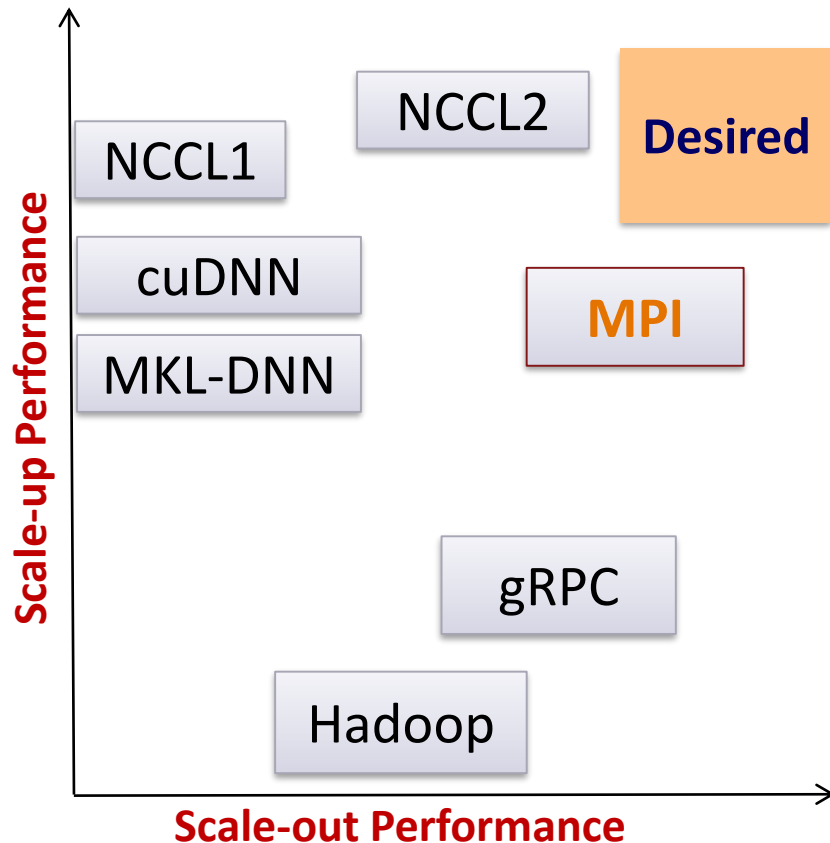 NCCL2
Desired
NCCL1
cuDNN
MPI
MKL-DNN
gRPC
Hadoop
Scale-up Performance
Scale-out Performance